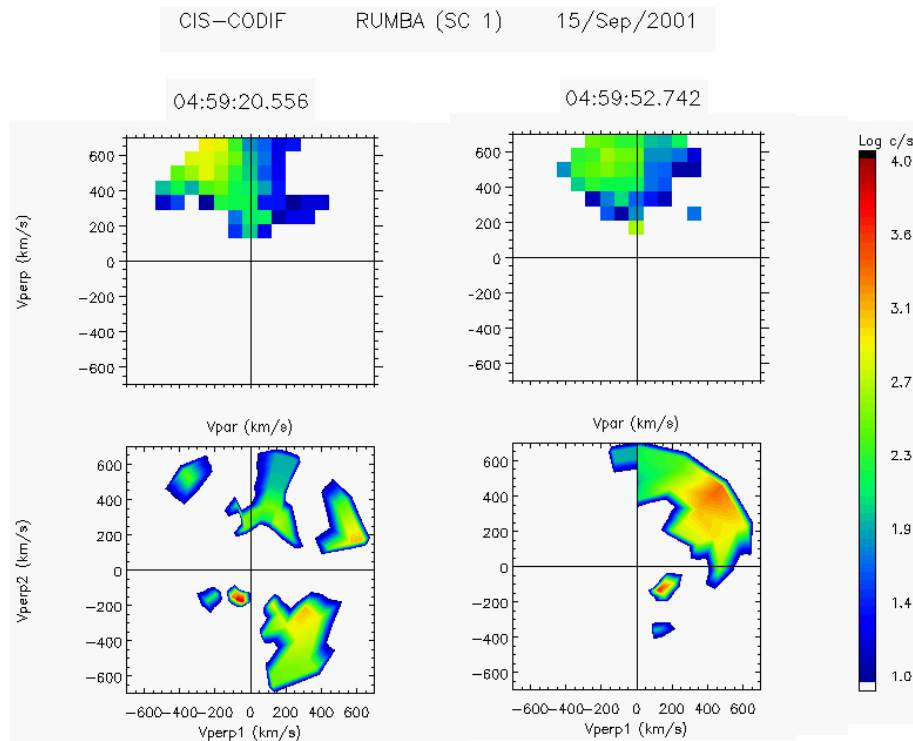 CIS-CODIF RUMBA (SC 1) 15/Sep/2001
04:59:20.556 04:59:52.742
Log c/s
600 600 4.0
400 400
200 200 3.6
Vperp (km/s) 0 0
-200 -200 3.1
-400 -400
-600 -600 2.7
Vpar (km/s) Vpar (km/s)
600 600 2.3
400 400
200 200 1.9
Vperp2 (km/s) 0 0
-200 -200 1.4
-400 -400
-600 -600 1.0
-600-400-200 0 200 400 600 -600-400-200 0 200 400 600
Vperp1 (km/s) Vperp1 (km/s)